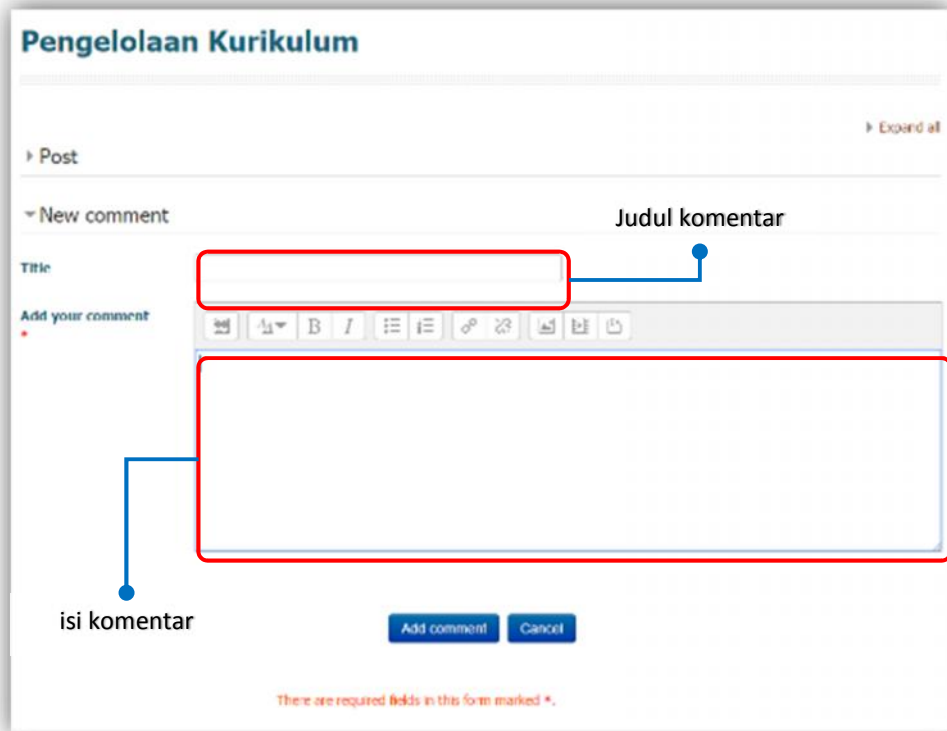 Pengelolaan Kurikulum
Expand all
Post
New comment
Judul komentar
Title
Add your comment
*
B I
isi komentar
Add comment Cancel
There are required fields in this form marked *.